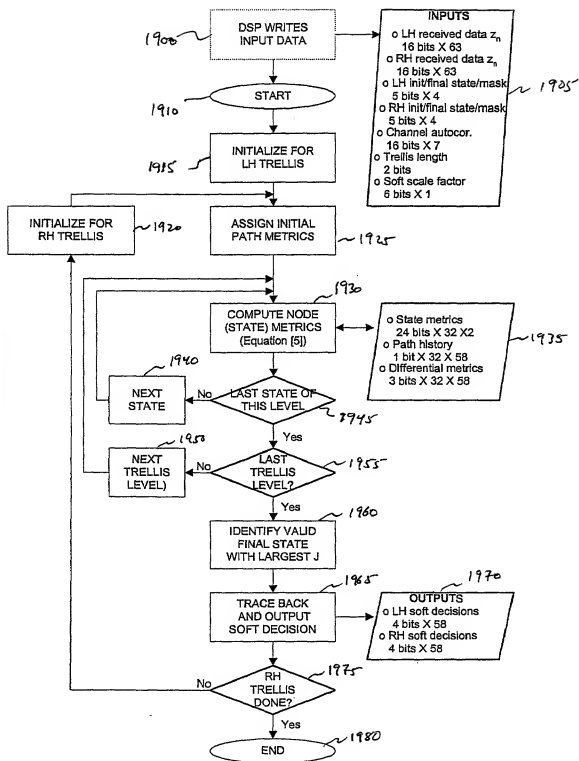 1900
DSP WRITES
INPUT DATA
INPUTS
o LH received data zn
16 bits X 63
o RH received data zn
16 bits X 63
o LH init/final state/mask
5 bits X 4
o RH init/final state/mask
5 bits X 4
o Channel autocor.
16 bits X 7
o Trellis length
2 bits
o Soft scale factor
6 bits X 1
1905
1910
START
1915
INITIALIZE FOR
LH TRELLIS
INITIALIZE FOR
RH TRELLIS
1920
ASSIGN INITIAL
PATH METRICS
1925
1930
COMPUTE NODE
(STATE) METRICS
(Equation [5])
o State metrics
24 bits X 32 X2
o Path history
1 bit X 32 X 58
o Differential metrics
3 bits X 32 X 58
1935
1940
NEXT
STATE
No
LAST STATE OF
THIS LEVEL
1945
Yes
1950
NEXT
TRELLIS
LEVEL)
No
LAST
TRELLIS
LEVEL?
1955
Yes
1960
IDENTIFY VALID
FINAL STATE
WITH LARGEST J
1965
TRACE BACK
AND OUTPUT
SOFT DECISION
1970
OUTPUTS
o LH soft decisions
4 bits X 58
o RH soft decisions
4 bits X 58
No
RH
TRELLIS
DONE?
1975
Yes
END
1980